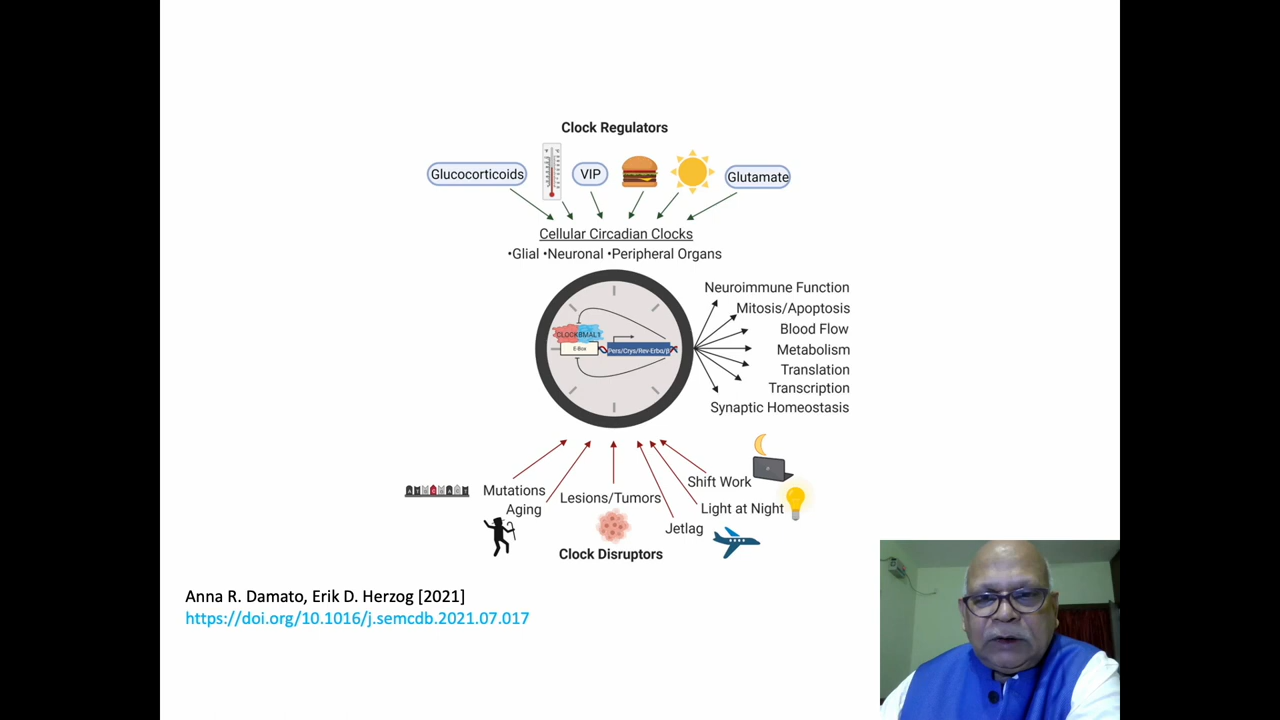 Clock Regulators
Glucocorticoids
VIP
Glutamate
Cellular Circadian Clocks
•Glial •Neuronal •Peripheral Organs
CLOCK BMAL1
E-Box
Pers/Crys/Rev-Erbα/β
Neuroimmune Function
Mitosis/Apoptosis
Blood Flow
Metabolism
Translation
Transcription
Synaptic Homeostasis
Mutations
Aging
Lesions/Tumors
Shift Work
Light at Night
Jetlag
Clock Disruptors
Anna R. Damato, Erik D. Herzog [2021]
https://doi.org/10.1016/j.semcdb.2021.07.017